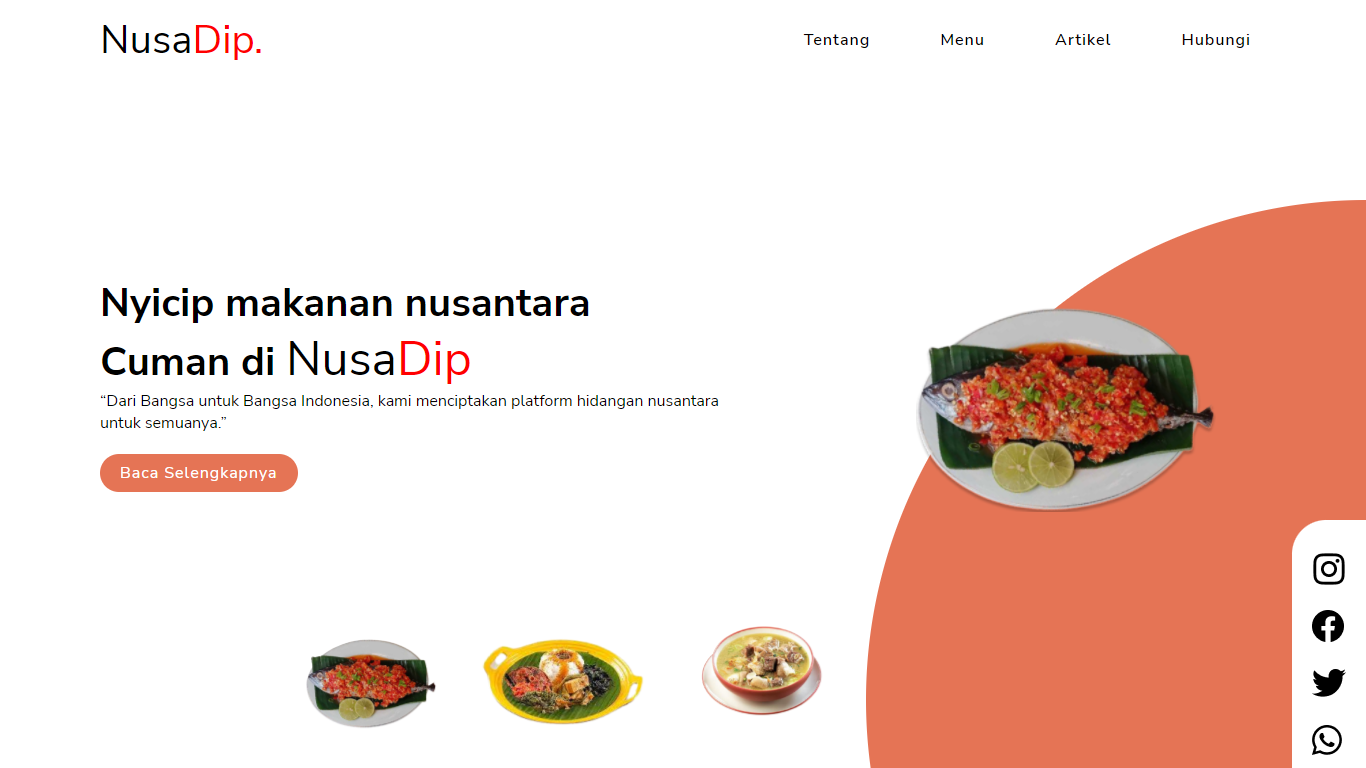 NusaDip.
Tentang Menu Artikel Hubungi
Nyicip makanan nusantara
Cuman di NusaDip
“Dari Bangsa untuk Bangsa Indonesia, kami menciptakan platform hidangan nusantara
untuk semuanya.”
Baca Selengkapnya